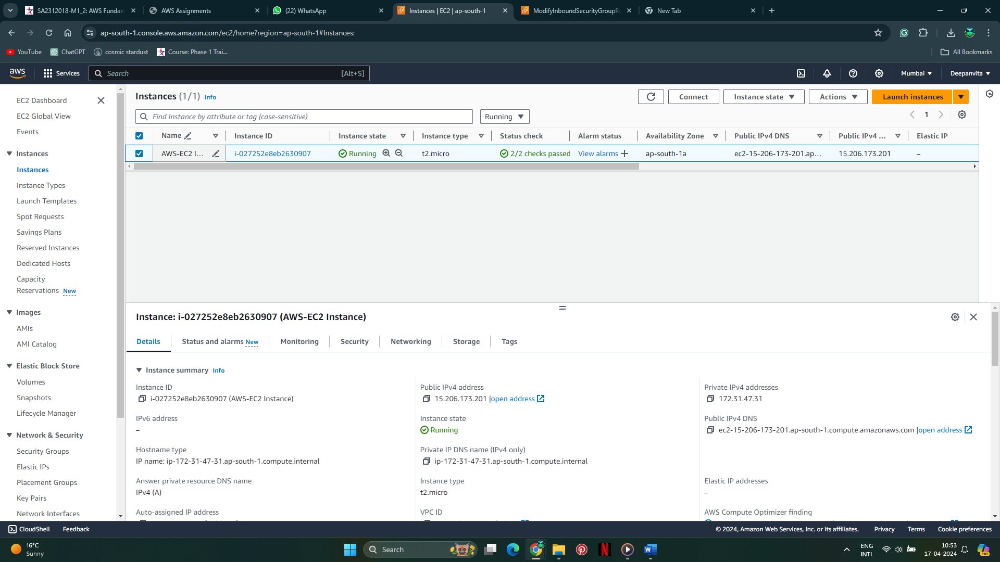 SA2312018-M1_2: AWS Fundam
AWS Assignments
(22) WhatsApp
Instances | EC2 | ap-south-1
ModifyInboundSecurityGroupR
New Tab
ap-south-1.console.aws.amazon.com/ec2/home?region=ap-south-1#Instances:
YouTube
ChatGPT
cosmic stardust
Course: Phase 1 Trai...
All Bookmarks
aws
Services
Search
[Alt+S]
Mumbai
Deepanvita
EC2 Dashboard
EC2 Global View
Events
Instances
Instances
Instance Types
Launch Templates
Spot Requests
Savings Plans
Reserved Instances
Dedicated Hosts
Capacity
Reservations New
Images
AMIs
AMI Catalog
Elastic Block Store
Volumes
Snapshots
Lifecycle Manager
Network & Security
Security Groups
Elastic IPs
Placement Groups
Key Pairs
Network Interfaces
Instances (1/1) Info
Connect
Instance state
Actions
Launch instances
Find Instance by attribute or tag (case-sensitive)
Running
1
Name
Instance ID
Instance state
Instance type
Status check
Alarm status
Availability Zone
Public IPv4 DNS
Public IPv4 ...
Elastic IP
AWS-EC2 I...
i-027252e8eb2630907
Running
t2.micro
2/2 checks passed
View alarms
ap-south-1a
ec2-15-206-173-201.ap...
15.206.173.201
–
Instance: i-027252e8eb2630907 (AWS-EC2 Instance)
Details
Status and alarms New
Monitoring
Security
Networking
Storage
Tags
Instance summary Info
Instance ID
i-027252e8eb2630907 (AWS-EC2 Instance)
Public IPv4 address
15.206.173.201 |open address
Private IPv4 addresses
172.31.47.31
IPv6 address
–
Instance state
Running
Public IPv4 DNS
ec2-15-206-173-201.ap-south-1.compute.amazonaws.com |open address
Hostname type
IP name: ip-172-31-47-31.ap-south-1.compute.internal
Private IP DNS name (IPv4 only)
ip-172-31-47-31.ap-south-1.compute.internal
Answer private resource DNS name
IPv4 (A)
Instance type
t2.micro
Elastic IP addresses
–
Auto-assigned IP address
VPC ID
AWS Compute Optimizer finding
CloudShell
Feedback
© 2024, Amazon Web Services, Inc. or its affiliates.
Privacy
Terms
Cookie preferences
16°C
Sunny
Search
ENG
INTL
10:53
17-04-2024